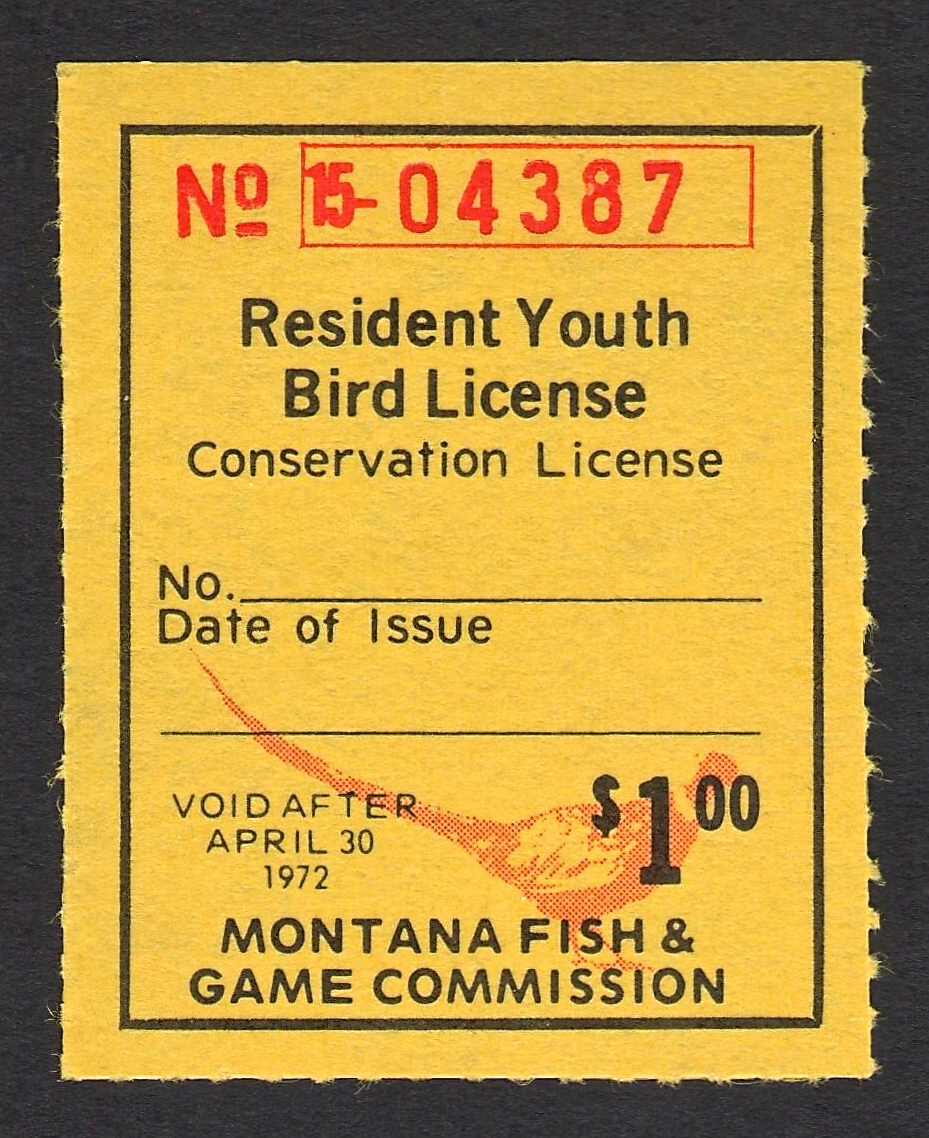 Nº 15-04387
Resident Youth
Bird License
Conservation License
No.
Date of Issue
VOID AFTER
APRIL 30
1972
$1 00
MONTANA FISH &
GAME COMMISSION